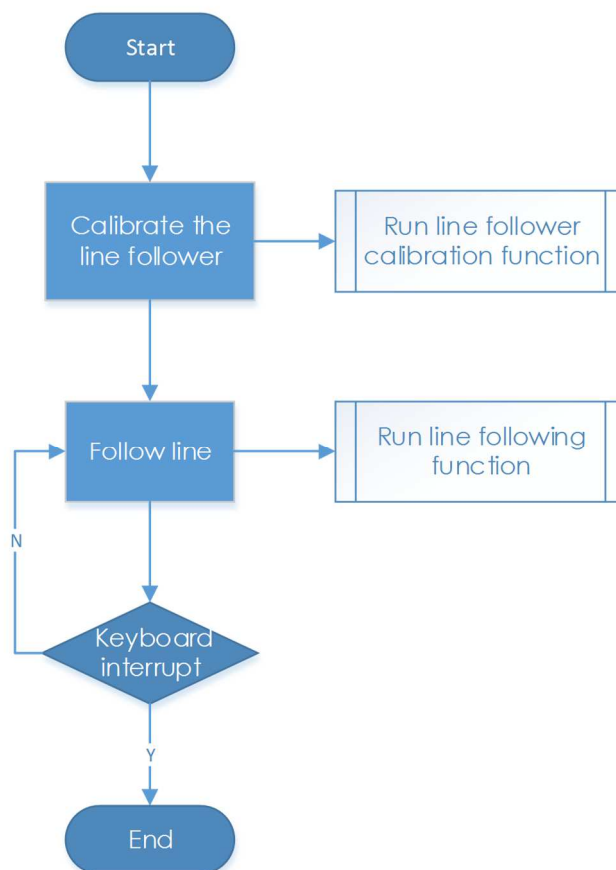 Start
Calibrate the
line follower
Run line follower
calibration function
Follow line
Run line following
function
N
Keyboard
interrupt
Y
End